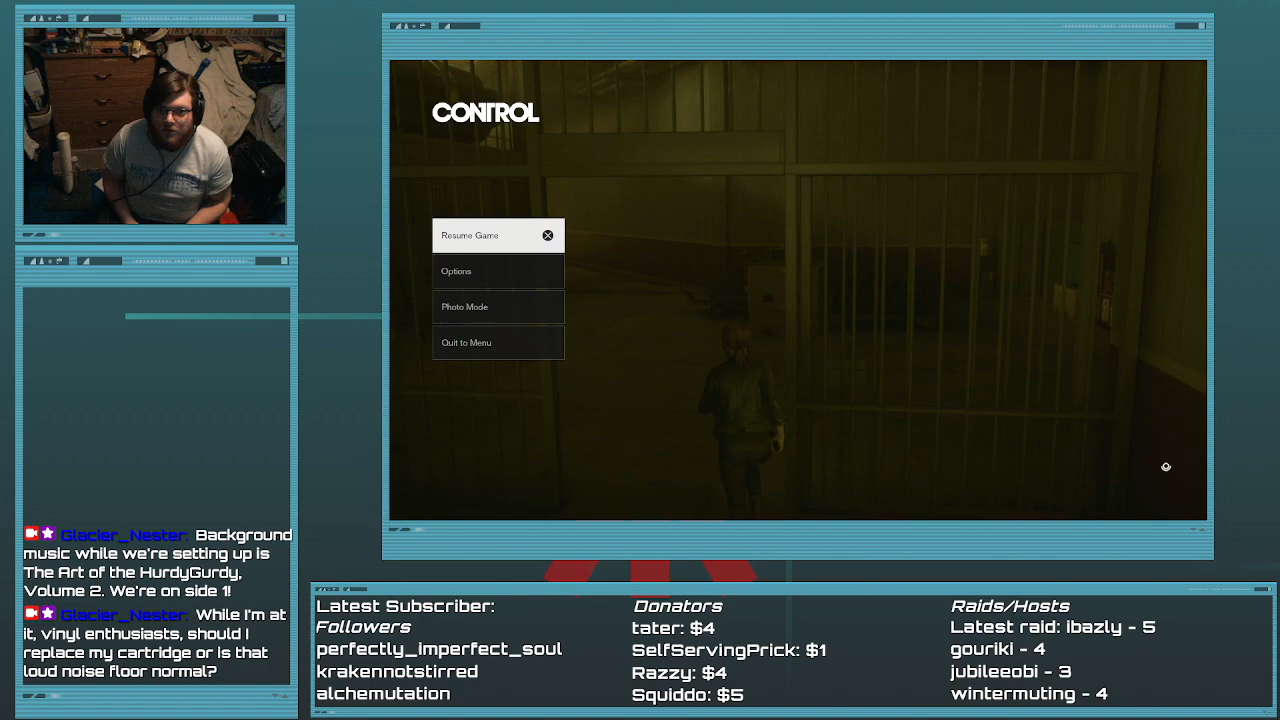 CONTROL
Resume Game
Options
Photo Mode
Quit to Menu
Glacier_Nester: Background
music while we're setting up is
The Art of the HurdyGurdy,
Volume 2. We're on side 1!
Glacier_Nester: While I'm at
it, vinyl enthusiasts, should I
replace my cartridge or is that
loud noise floor normal?
Latest Subscriber:
Followers
perfectly_imperfect_soul
krakennotstirred
alchemutation
Donators
tater: $4
SelfServingPrick: $1
Razzy: $4
Squiddo: $5
Raids/Hosts
Latest raid: ibazly - 5
gouriki - 4
jubileeobi - 3
wintermuting - 4